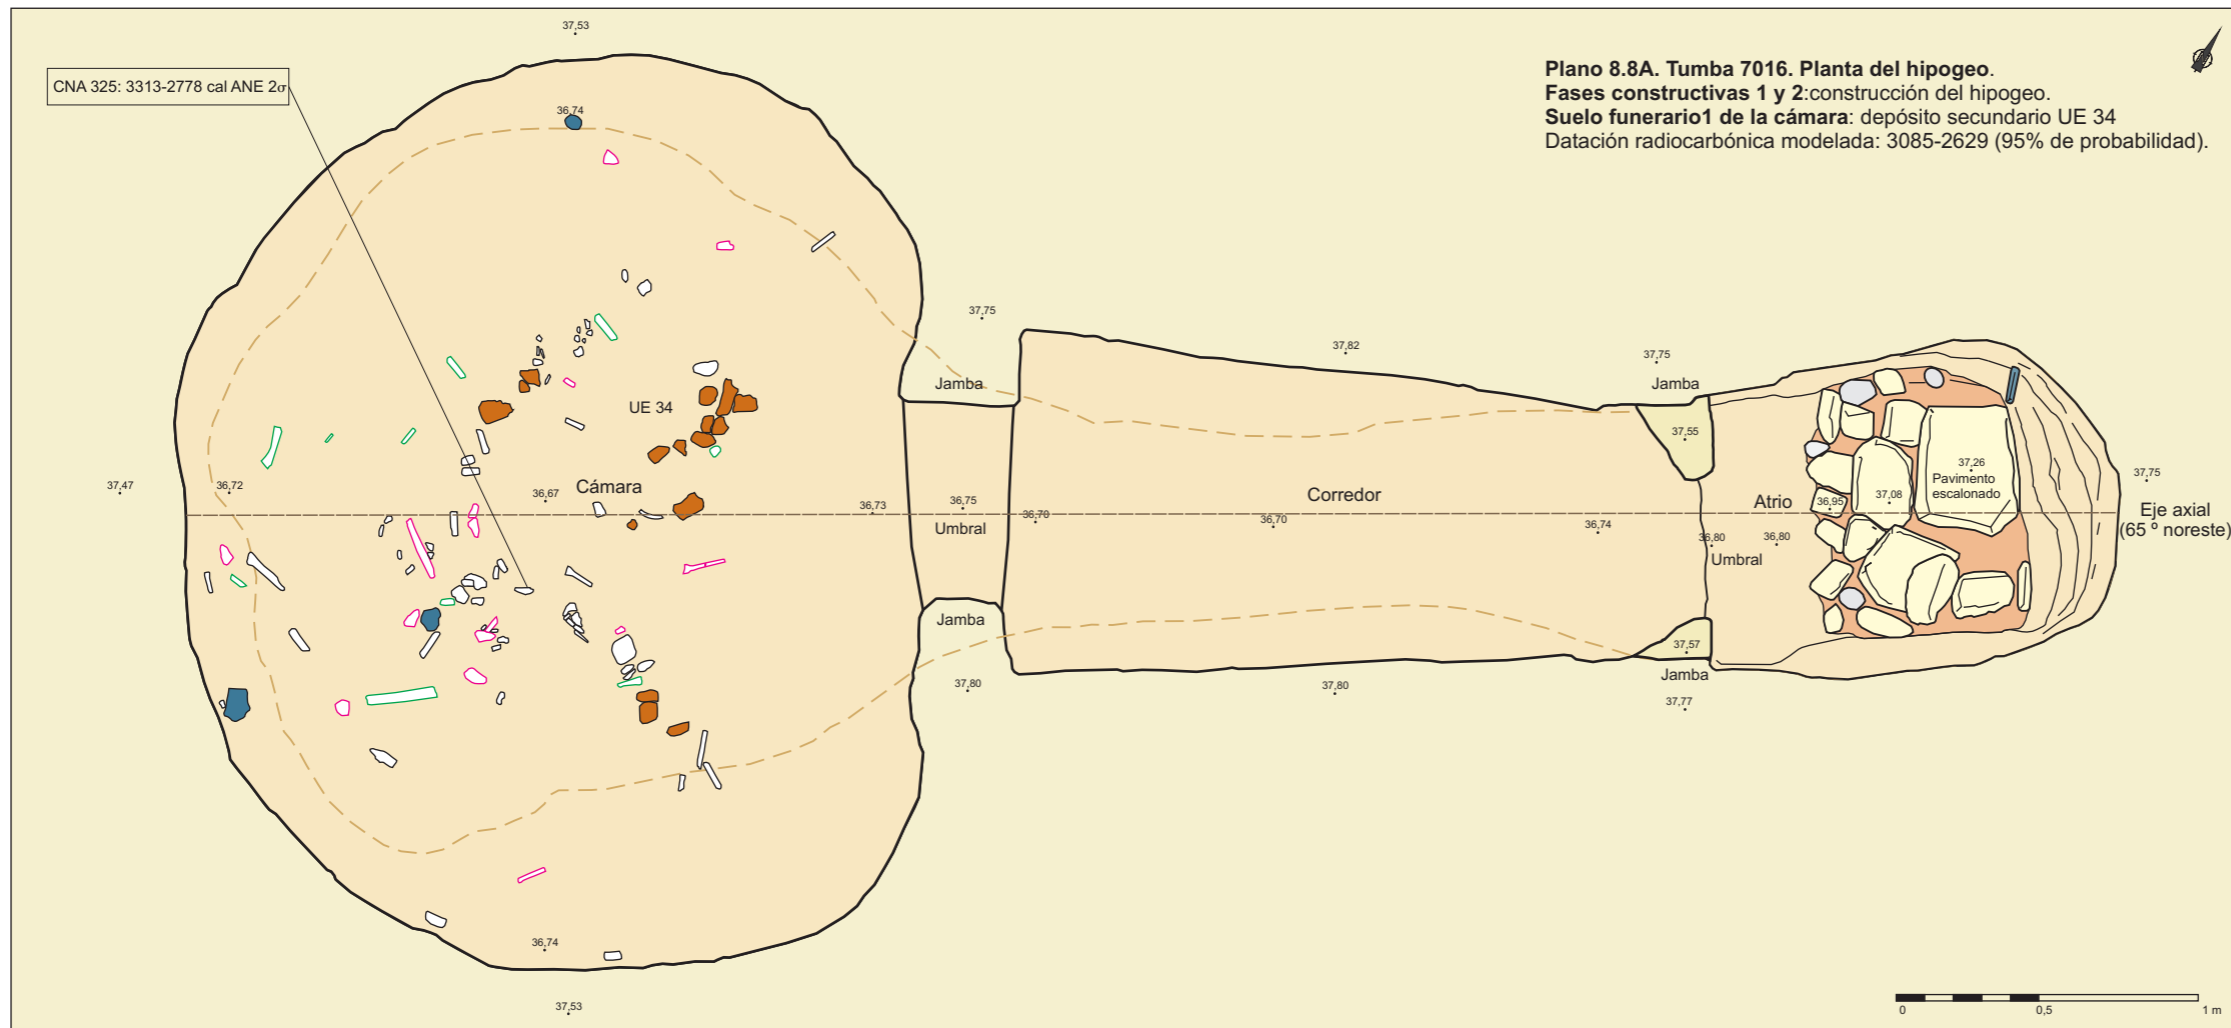 Plano 8.8A. Tumba 7016. Planta del hipogeo.
Fases constructivas 1 y 2:construcción del hipogeo.
Suelo funerario1 de la cámara: depósito secundario UE 34
Datación radiocarbónica modelada: 3085-2629 (95% de probabilidad).
CNA 325: 3313-2778 cal ANE 2σ
37,53
36,74
37,75
37,82
37,75
Jamba
Jamba
UE 34
37,55
37,47
36,72
36,67
Cámara
36,73
36,75
Umbral
36,70
Corredor
36,70
36,74
36,80
Umbral
36,80
Atrio
36,95
37,08
37,26
Pavimento
escalonado
37,75
Eje axial
(65 º noreste)
Jamba
37,57
Jamba
37,80
37,80
37,77
36,74
37,53
0 0,5 1 m